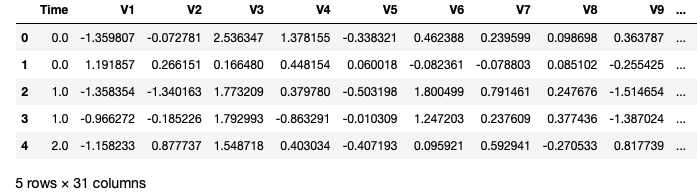 Time V1 V2 V3 V4 V5 V6 V7 V8 V9 ...
0 0.0 -1.359807 -0.072781 2.536347 1.378155 -0.338321 0.462388 0.239599 0.098698 0.363787 ...
1 0.0 1.191857 0.266151 0.166480 0.448154 0.060018 -0.082361 -0.078803 0.085102 -0.255425 ...
2 1.0 -1.358354 -1.340163 1.773209 0.379780 -0.503198 1.800499 0.791461 0.247676 -1.514654 ...
3 1.0 -0.966272 -0.185226 1.792993 -0.863291 -0.010309 1.247203 0.237609 0.377436 -1.387024 ...
4 2.0 -1.158233 0.877737 1.548718 0.403034 -0.407193 0.095921 0.592941 -0.270533 0.817739 ...
5 rows × 31 columns